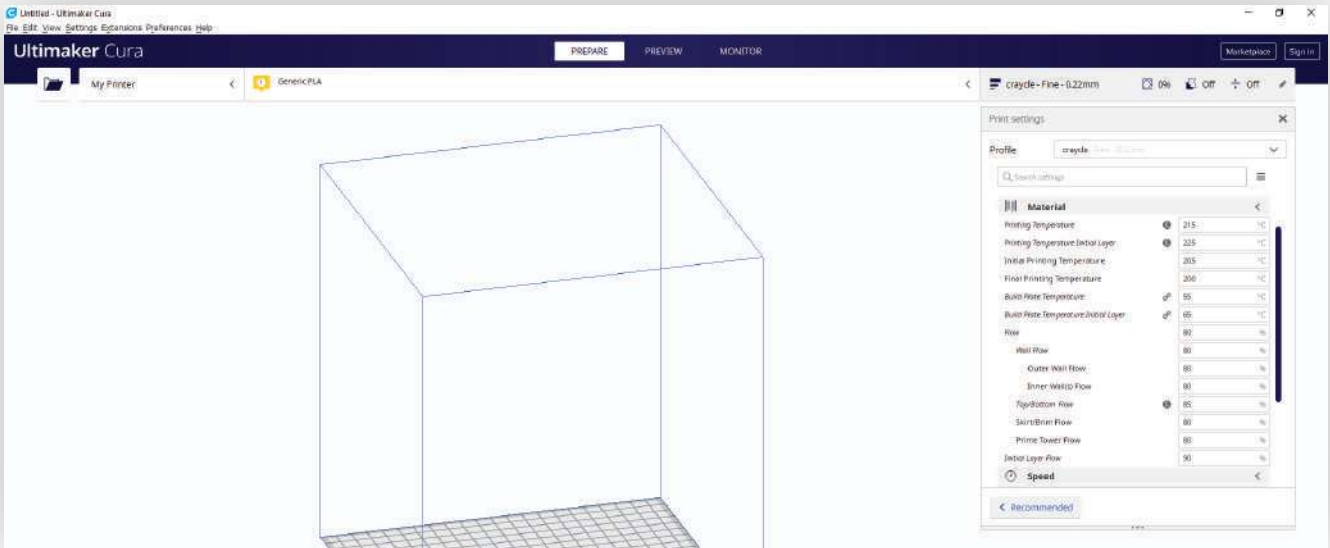 Untitled - Ultimaker Cura
File Edit View Settings Extensions Preferences Help
Ultimaker Cura
PREPARE PREVIEW MONITOR
Marketplace Sign in
My Printer
Generic PLA
craycle - Fine - 0.22mm 0% Off Off
Print settings
Profile craycle
Search settings
Material
Printing Temperature 215 °C
Printing Temperature Initial Layer 225 °C
Initial Printing Temperature 205 °C
Final Printing Temperature 200 °C
Build Plate Temperature 55 °C
Build Plate Temperature Initial Layer 65 °C
Flow 80 %
Wall Flow 80 %
Outer Wall Flow 80 %
Inner Wall(s) Flow 80 %
Top/Bottom Flow 85 %
Skirt/Brim Flow 80 %
Prime Tower Flow 80 %
Initial Layer Flow 90 %
Speed
Recommended